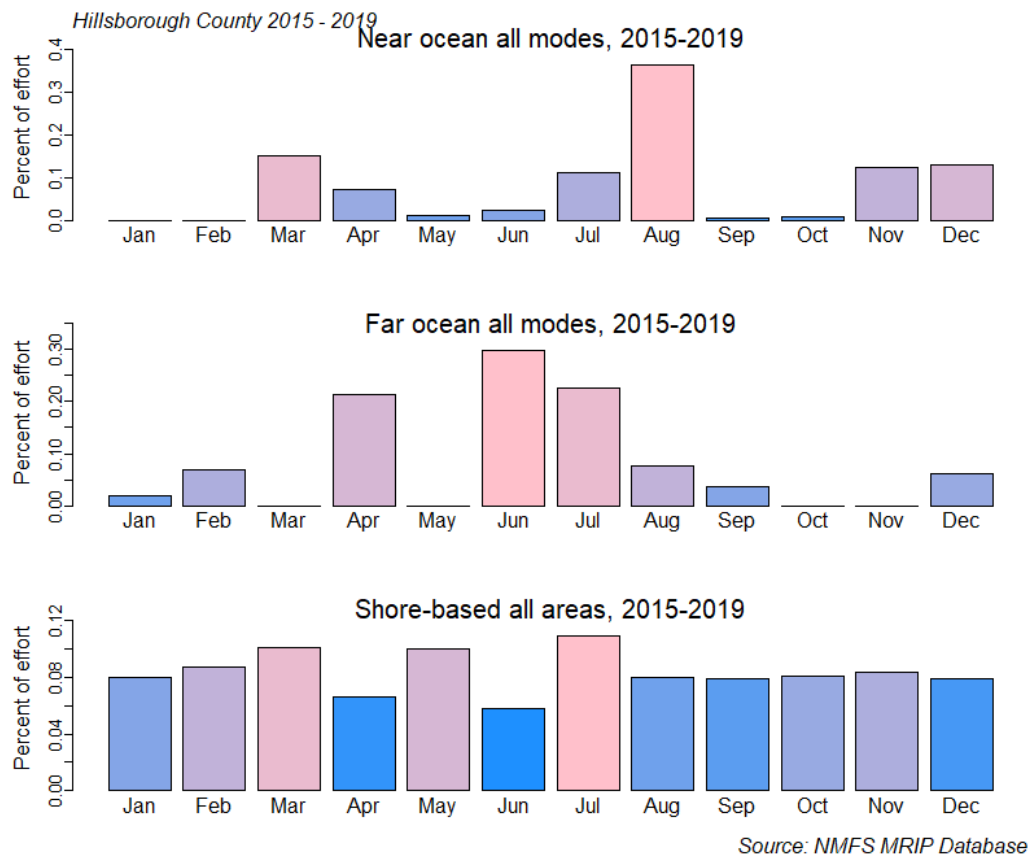 Hillsborough County 2015 - 2019
Near ocean all modes, 2015-2019
Percent of effort
0.4
0.3
0.2
0.1
0.0
Jan Feb Mar Apr May Jun Jul Aug Sep Oct Nov Dec
Far ocean all modes, 2015-2019
Percent of effort
0.30
0.20
0.10
0.00
Jan Feb Mar Apr May Jun Jul Aug Sep Oct Nov Dec
Shore-based all areas, 2015-2019
Percent of effort
0.12
0.08
0.04
0.00
Jan Feb Mar Apr May Jun Jul Aug Sep Oct Nov Dec
Source: NMFS MRIP Database